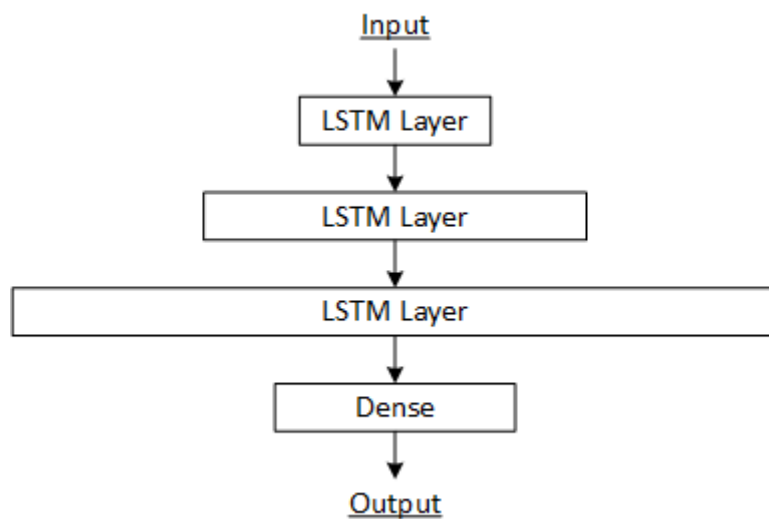 Input
LSTM Layer
LSTM Layer
LSTM Layer
Dense
Output